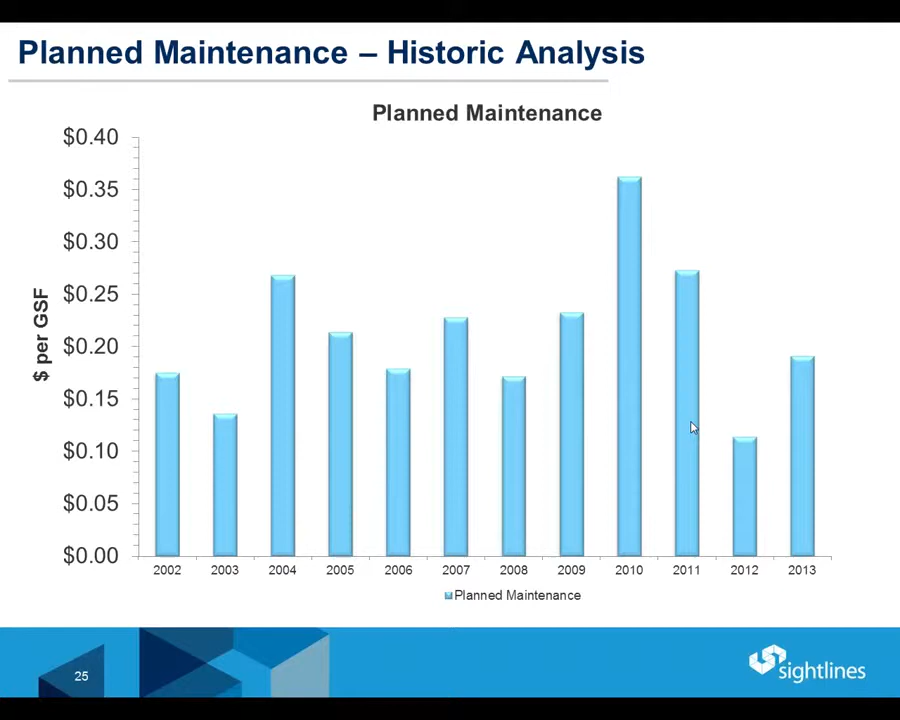 Planned Maintenance – Historic Analysis
Planned Maintenance
$0.40
$0.35
$0.30
$0.25
$0.20
$0.15
$0.10
$0.05
$0.00
$ per GSF
2002 2003 2004 2005 2006 2007 2008 2009 2010 2011 2012 2013
Planned Maintenance
25
sightlines